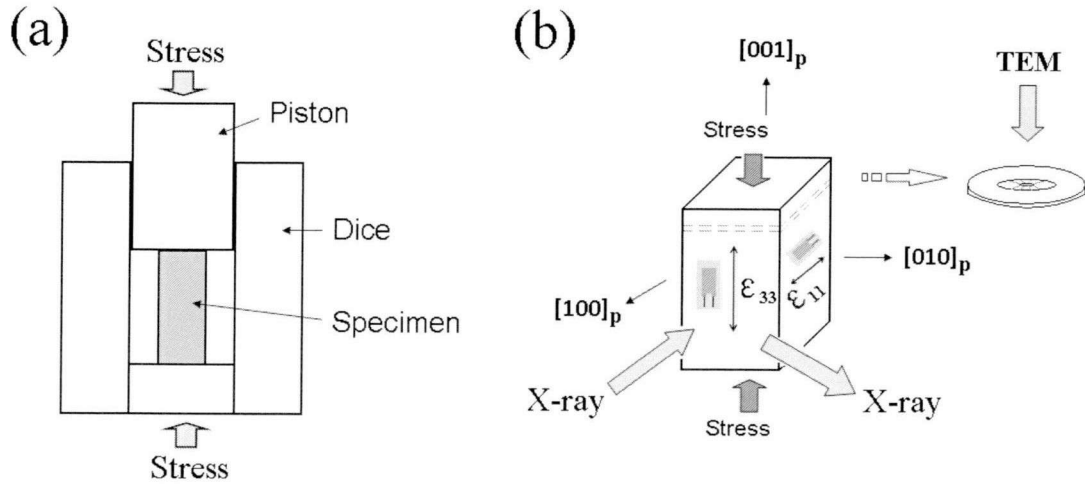 (a)
Stress
Piston
Dice
Specimen
Stress
(b)
[001]p
TEM
Stress
[010]p
[100]p
ε33
ε11
X-ray
X-ray
Stress